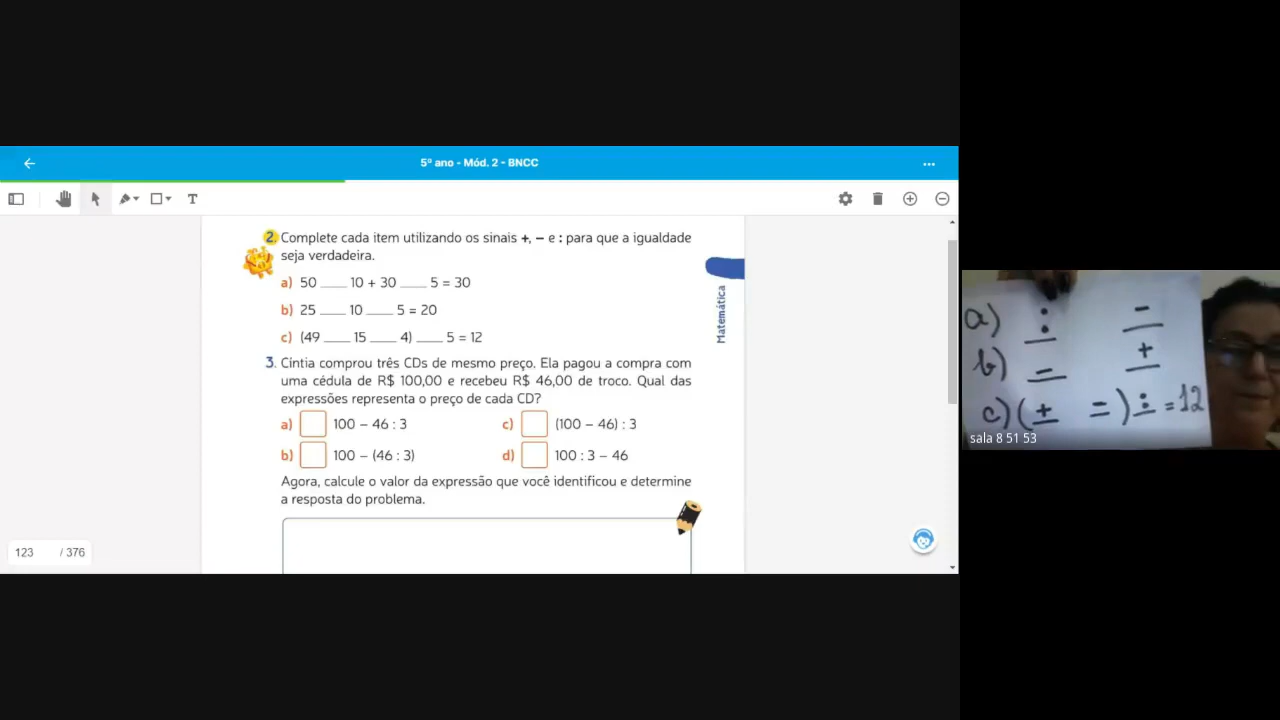 5º ano - Mód. 2 - BNCC
T
2. Complete cada item utilizando os sinais +, − e : para que a igualdade
seja verdadeira.
a) 50 ____ 10 + 30 ____ 5 = 30
b) 25 ____ 10 ____ 5 = 20
c) (49 ____ 15 ____ 4) ____ 5 = 12
Matemática
3. Cíntia comprou três CDs de mesmo preço. Ela pagou a compra com
uma cédula de R$ 100,00 e recebeu R$ 46,00 de troco. Qual das
expressões representa o preço de cada CD?
a) 100 − 46 : 3
c) (100 − 46) : 3
b) 100 − (46 : 3)
d) 100 : 3 − 46
Agora, calcule o valor da expressão que você identificou e determine
a resposta do problema.
123 / 376
a) : −
b) − +
c) (+ −) : = 12
sala 8 51 53